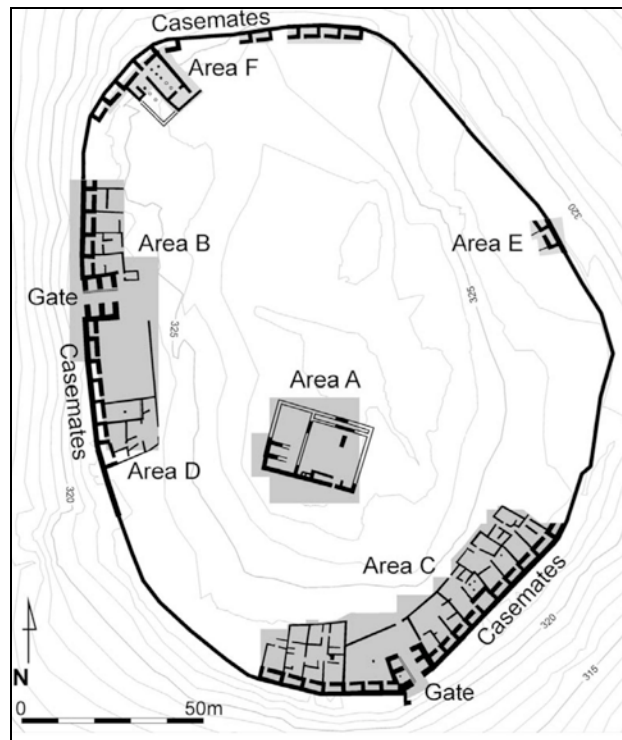 Casemates
Area F
320
Area B
Area E
Gate
325
325
Casemates
Area A
Area D
320
Area C
Casemates
320
N
Gate
315
0
50m